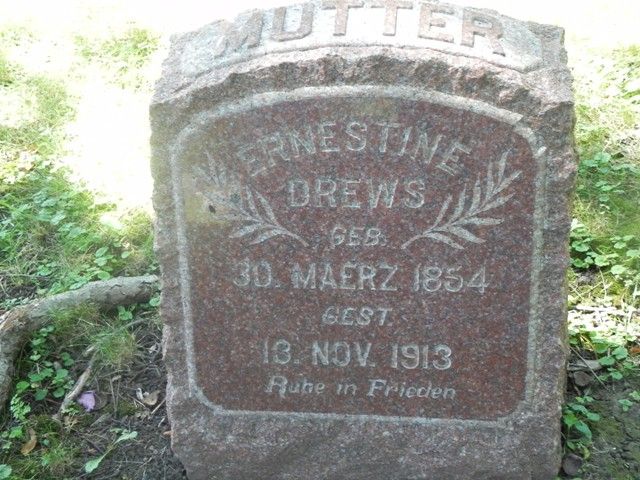 MUTTER
ERNESTINE
DREWS
GEB.
30. MAERZ 1854
GEST.
13. NOV. 1913
Ruhe in Frieden